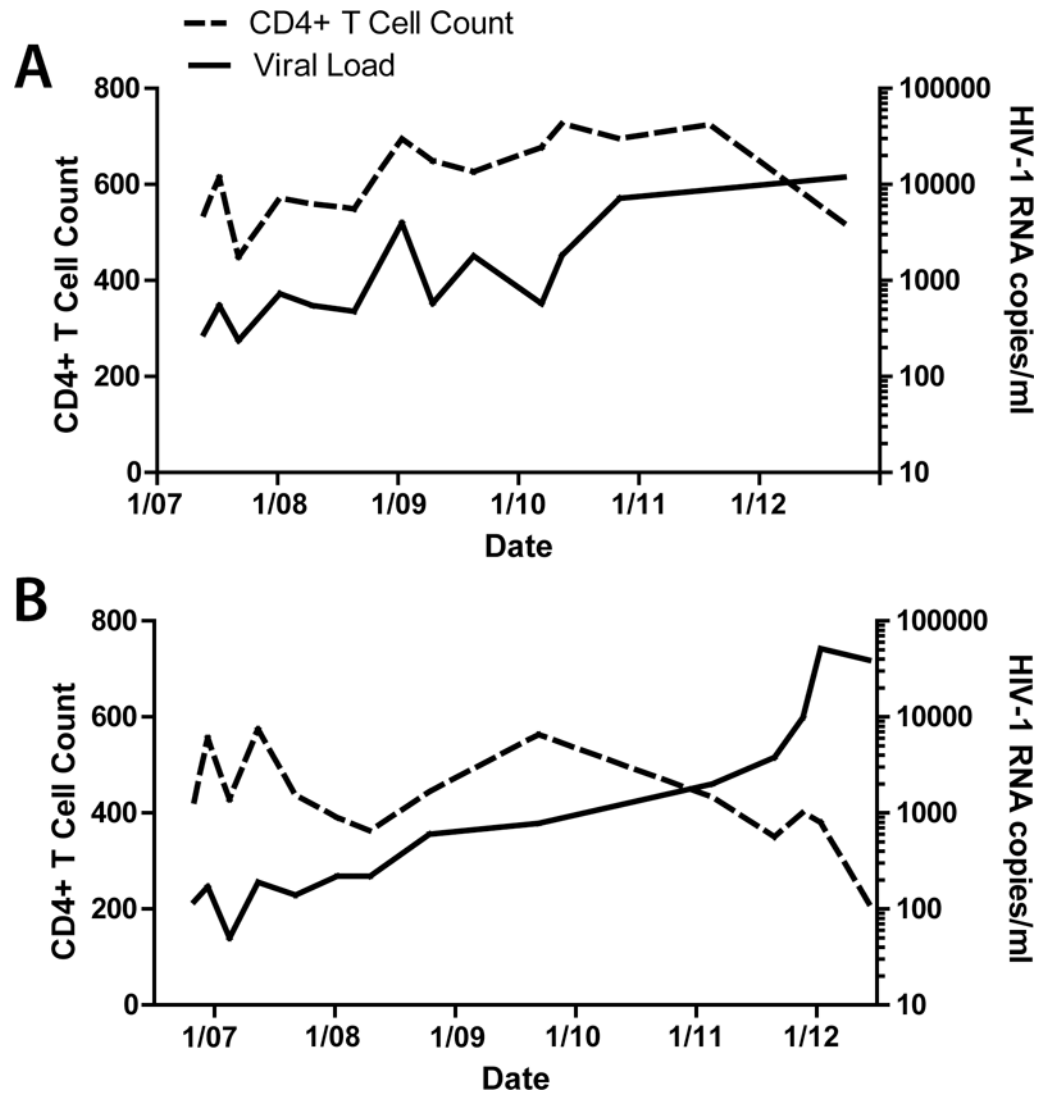 CD4+ T Cell Count
Viral Load
A
800
600
400
200
0
CD4+ T Cell Count
100000
10000
1000
100
10
HIV-1 RNA copies/ml
1/07 1/08 1/09 1/10 1/11 1/12
Date
B
800
600
400
200
0
CD4+ T Cell Count
100000
10000
1000
100
10
HIV-1 RNA copies/ml
1/07 1/08 1/09 1/10 1/11 1/12
Date